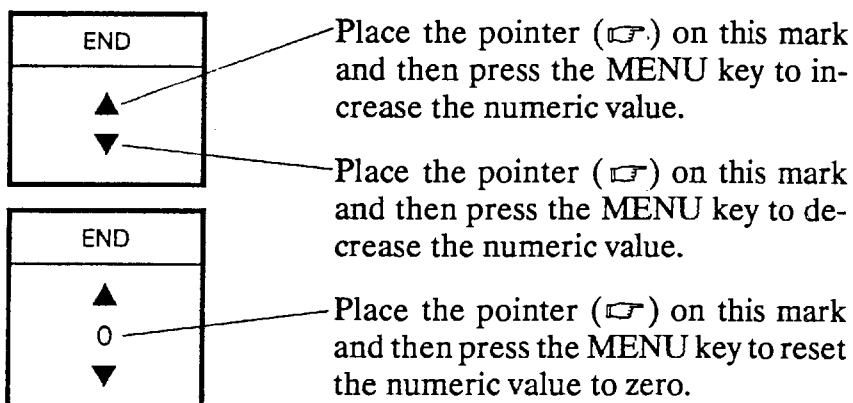 END
▲
▼
Place the pointer (☞) on this mark
and then press the MENU key to in-
crease the numeric value.
Place the pointer (☞) on this mark
and then press the MENU key to de-
crease the numeric value.
END
▲
0
▼
Place the pointer (☞) on this mark
and then press the MENU key to reset
the numeric value to zero.